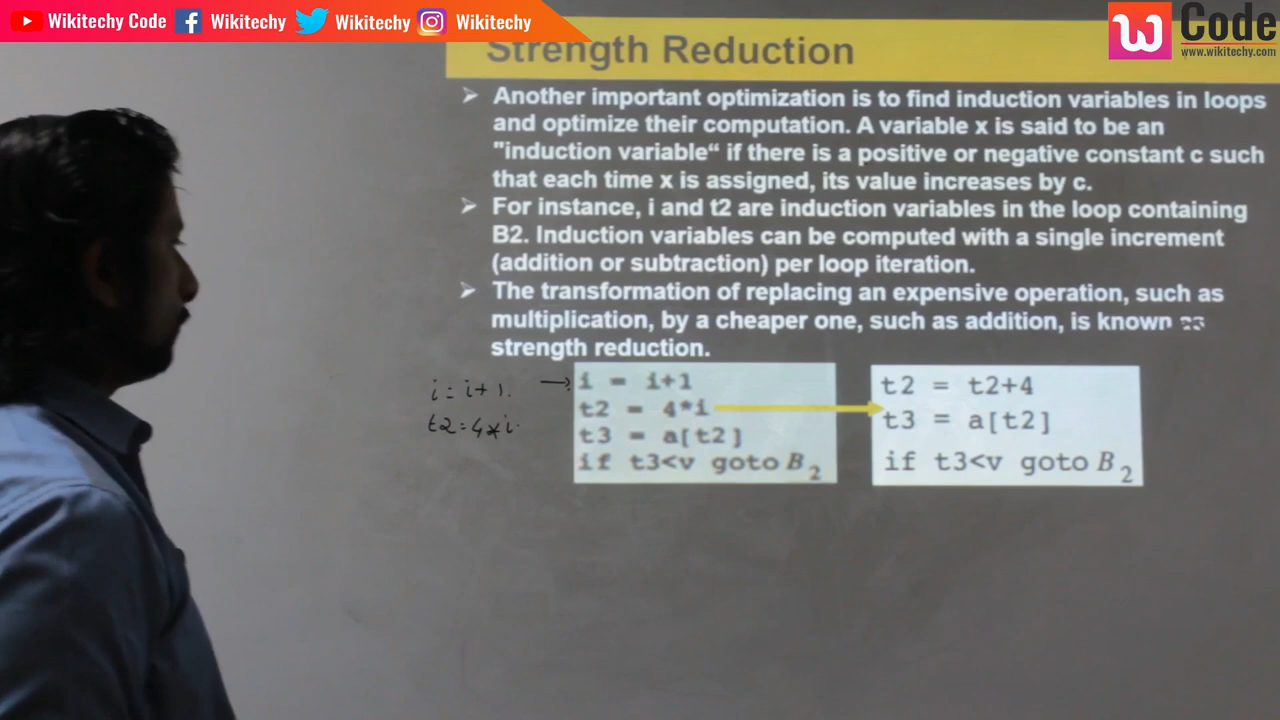 Wikitechy Code Wikitechy Wikitechy Wikitechy
W Code
www.wikitechy.com
Strength Reduction
➢ Another important optimization is to find induction variables in loops
and optimize their computation. A variable x is said to be an
"induction variable“ if there is a positive or negative constant c such
that each time x is assigned, its value increases by c.
➢ For instance, i and t2 are induction variables in the loop containing
B2. Induction variables can be computed with a single increment
(addition or subtraction) per loop iteration.
➢ The transformation of replacing an expensive operation, such as
multiplication, by a cheaper one, such as addition, is known as
strength reduction.
i = i+1.
t2=4*i.
i = i+1
t2 = 4*i
t3 = a[t2]
if t3<v goto B2
t2 = t2+4
t3 = a[t2]
if t3<v goto B2